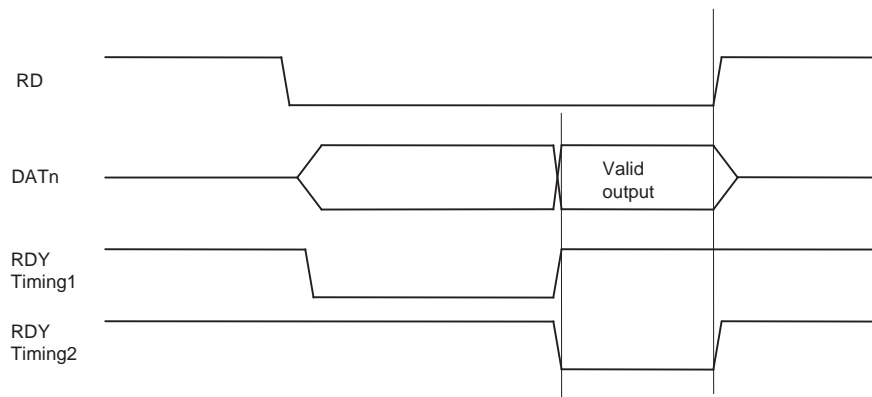 RD
DATn
Valid
output
RDY
Timing1
RDY
Timing2